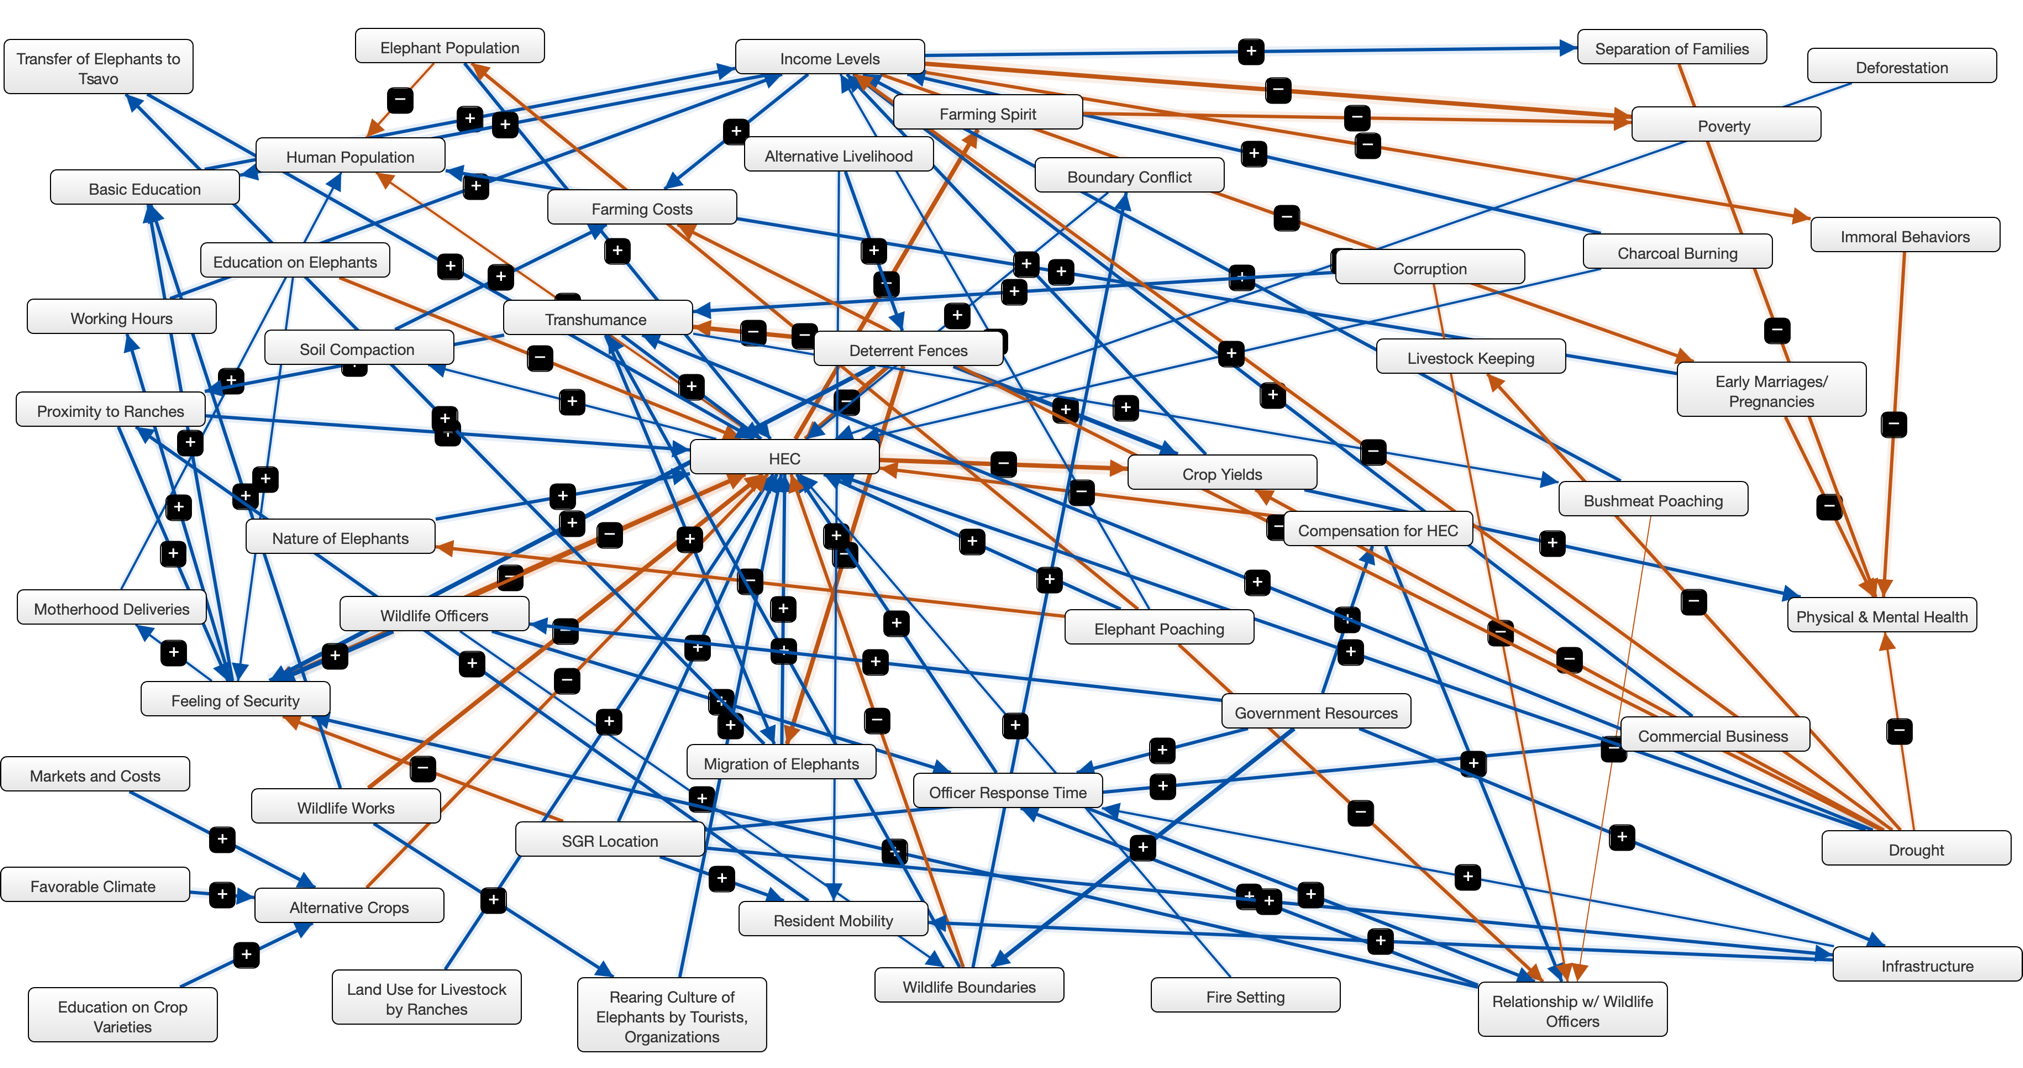 Elephant Population
Transfer of Elephants to
Tsavo
Income Levels
Separation of Families
Deforestation
Farming Spirit
Poverty
Human Population
Alternative Livelihood
Boundary Conflict
Basic Education
Farming Costs
Immoral Behaviors
Education on Elephants
Corruption
Charcoal Burning
Working Hours
Transhumance
Soil Compaction
Deterrent Fences
Livestock Keeping
Early Marriages/
Pregnancies
Proximity to Ranches
HEC
Crop Yields
Bushmeat Poaching
Nature of Elephants
Compensation for HEC
Motherhood Deliveries
Wildlife Officers
Elephant Poaching
Physical & Mental Health
Feeling of Security
Government Resources
Commercial Business
Markets and Costs
Migration of Elephants
Wildlife Works
Officer Response Time
SGR Location
Drought
Favorable Climate
Alternative Crops
Resident Mobility
Infrastructure
Education on Crop
Varieties
Land Use for Livestock
by Ranches
Rearing Culture of
Elephants by Tourists,
Organizations
Wildlife Boundaries
Fire Setting
Relationship w/ Wildlife
Officers